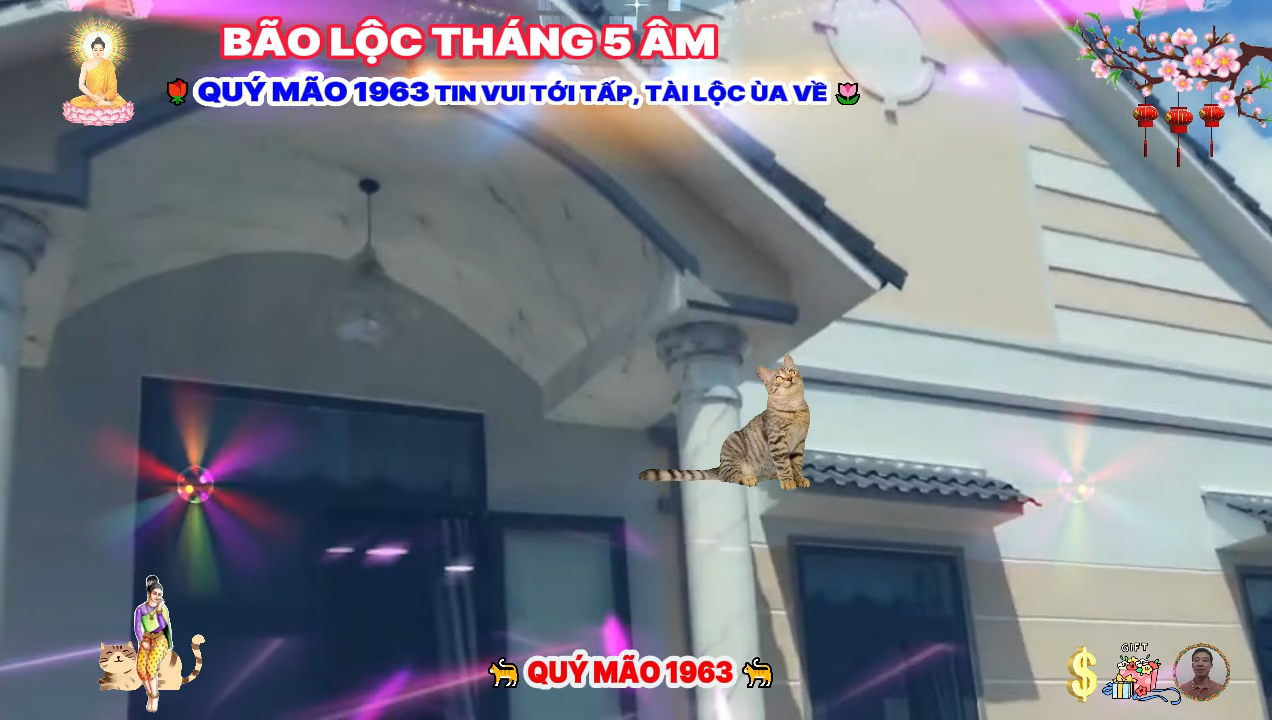 BÃO LỘC THÁNG 5 ÂM
QUÝ MÃO 1963 TIN VUI TỚI TẤP, TÀI LỘC ÙA VỀ
GIFT
QUÝ MÃO 1963